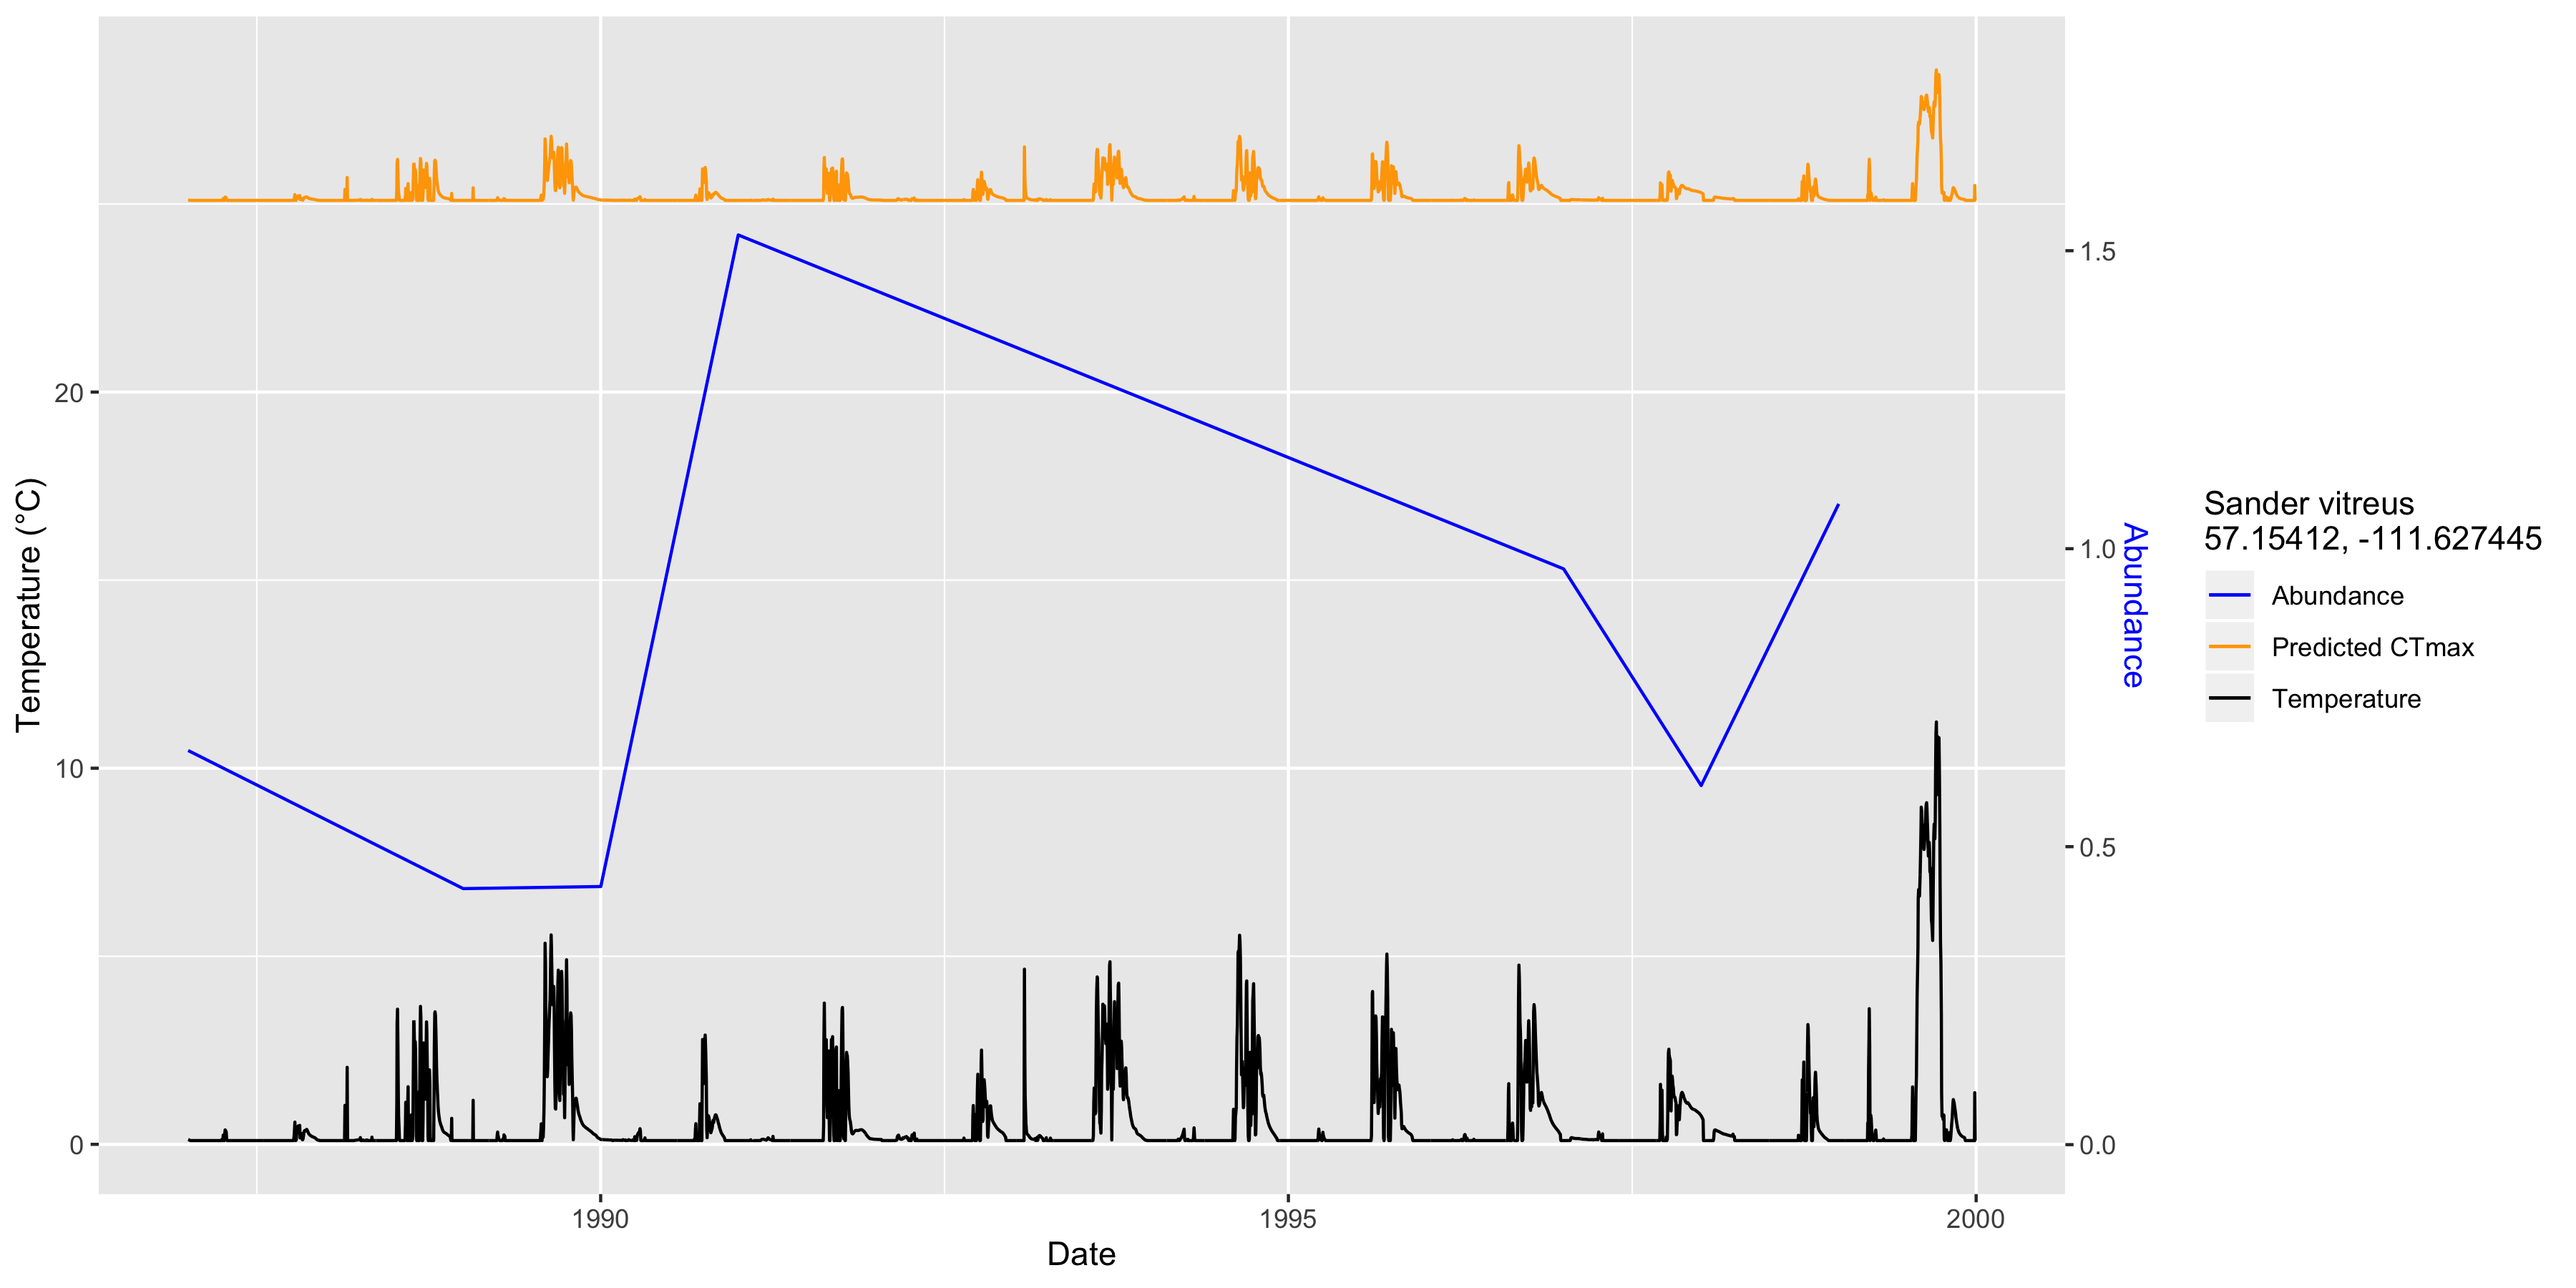 Temperature (°C)
20
10
0
1990
1995
2000
Date
1.5
1.0
0.5
0.0
Abundance
Sander vitreus
57.15412, -111.627445
Abundance
Predicted CTmax
Temperature